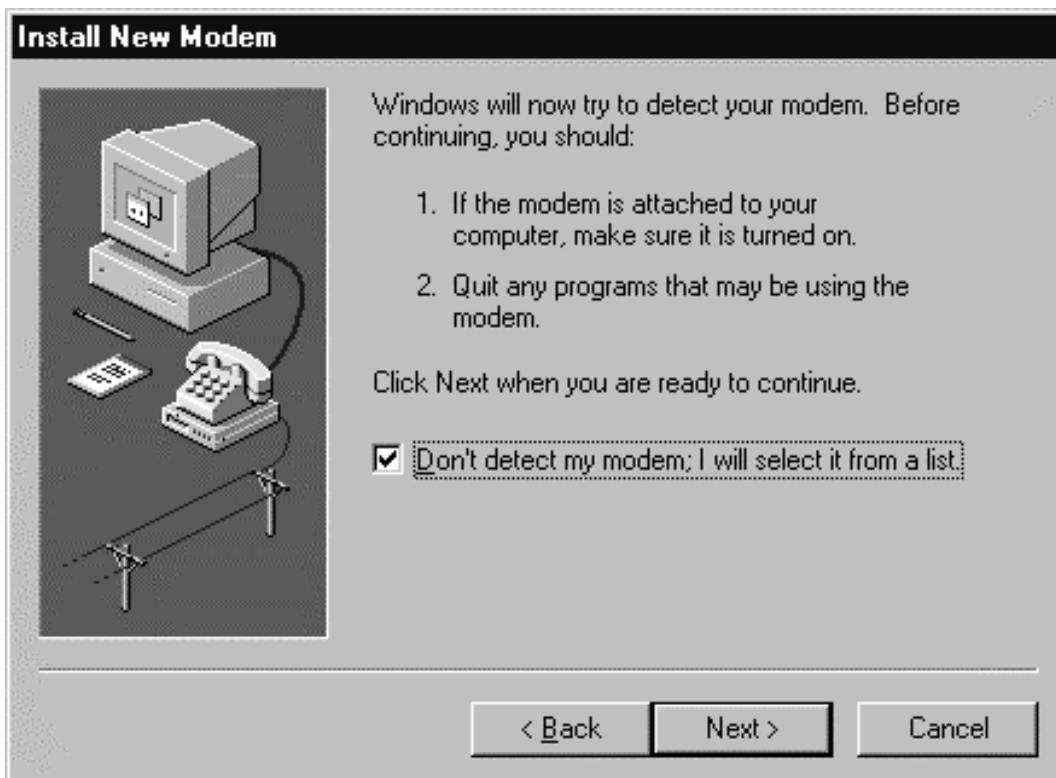 Install New Modem
Windows will now try to detect your modem.  Before
continuing, you should:
1. If the modem is attached to your
computer, make sure it is turned on.
2. Quit any programs that may be using the
modem.
Click Next when you are ready to continue.
Don't detect my modem; I will select it from a list.
< Back
Next >
Cancel